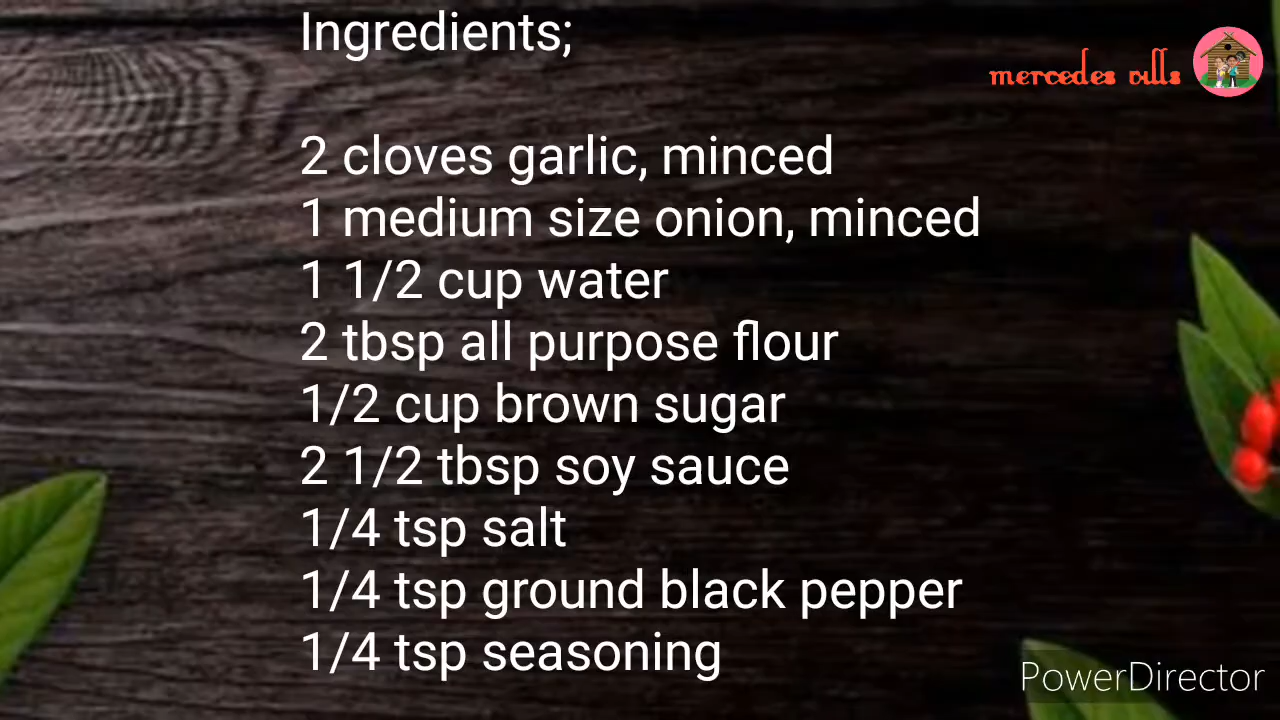 Ingredients;
mercedes vills
2 cloves garlic, minced
1 medium size onion, minced
1 1/2 cup water
2 tbsp all purpose flour
1/2 cup brown sugar
2 1/2 tbsp soy sauce
1/4 tsp salt
1/4 tsp ground black pepper
1/4 tsp seasoning
PowerDirector